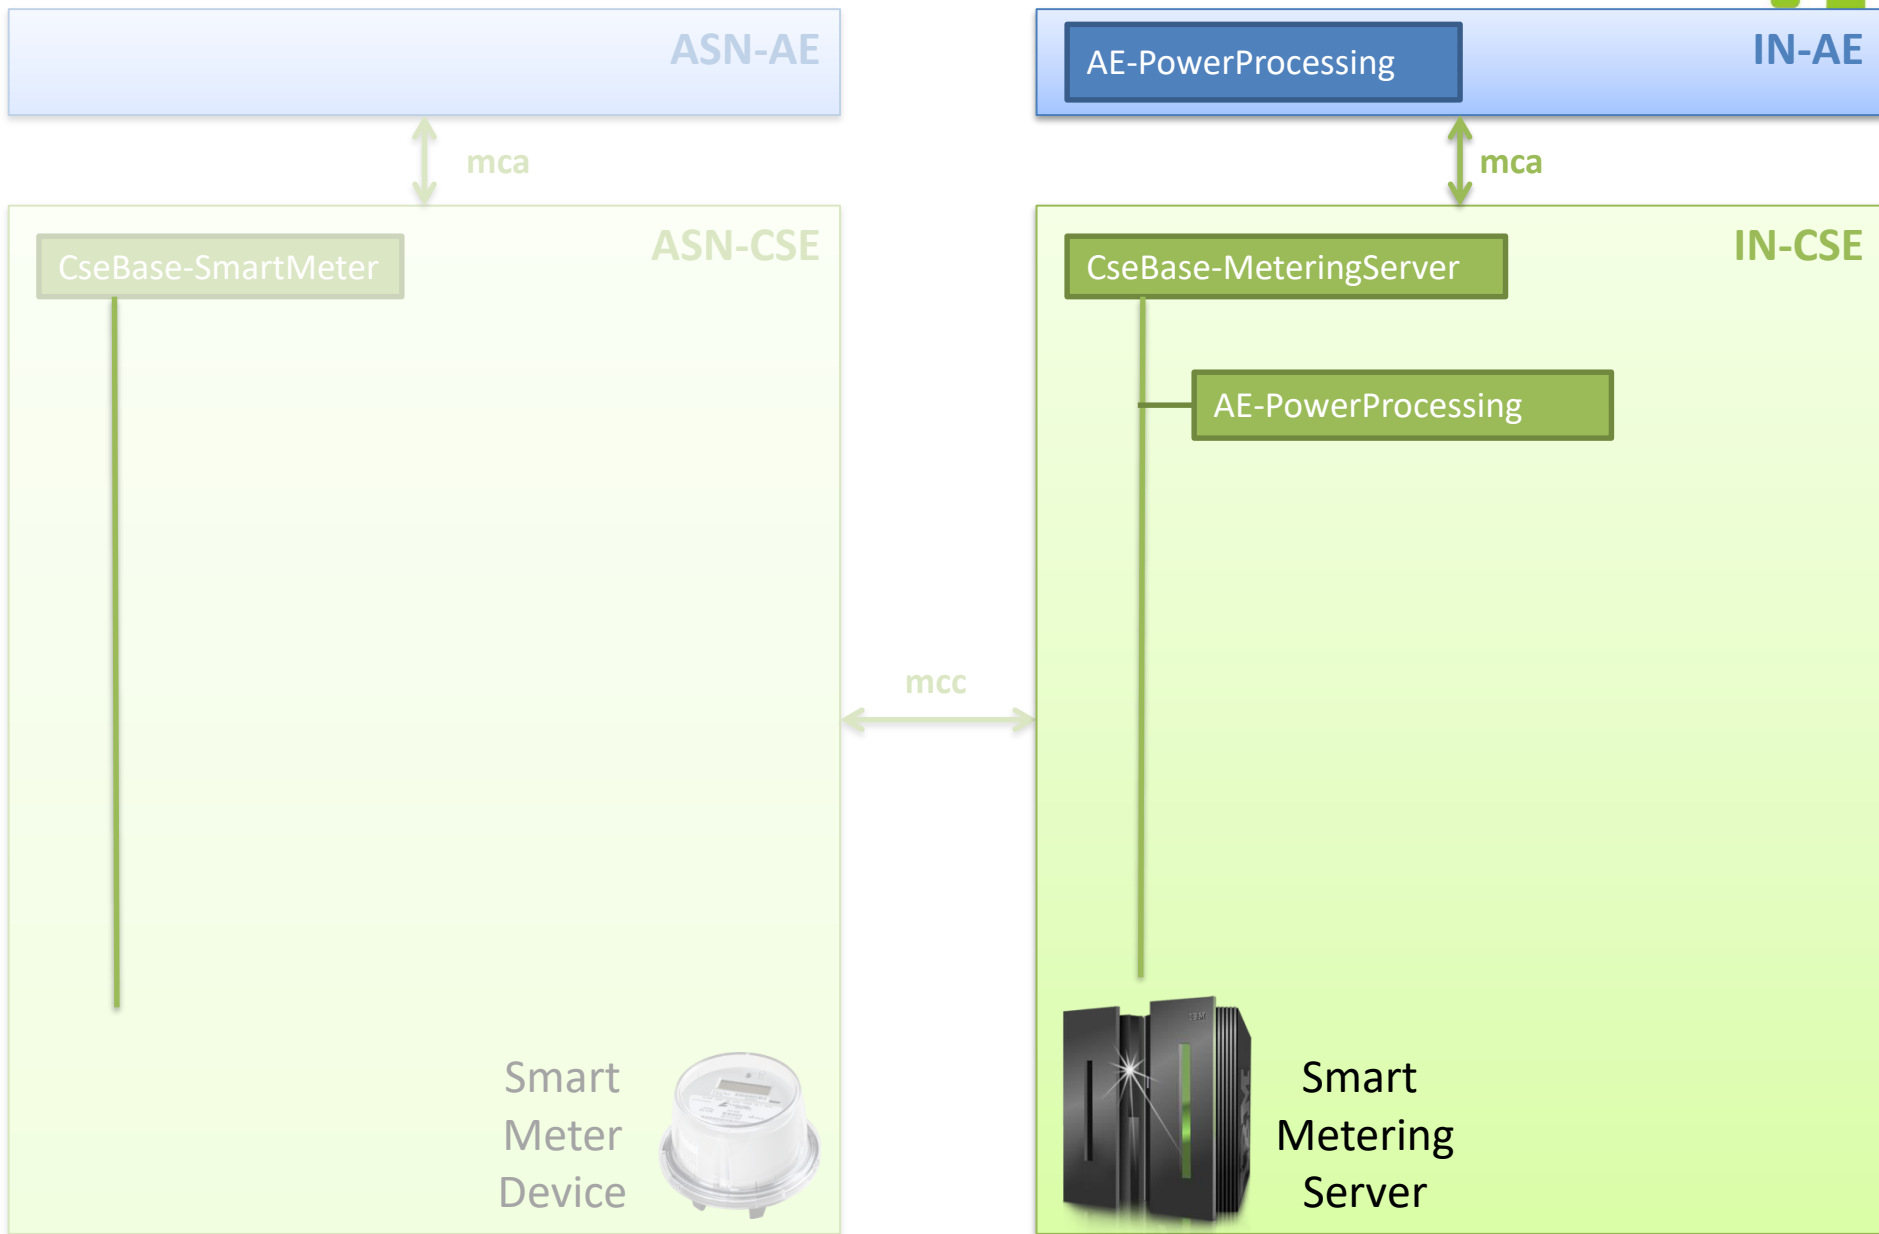 ASN-AE
AE-PowerProcessing
IN-AE
mca
mca
ASN-CSE
CseBase-SmartMeter
IN-CSE
CseBase-MeteringServer
AE-PowerProcessing
mcc
Smart
Meter
Device
IBM
Smart
Metering
Server